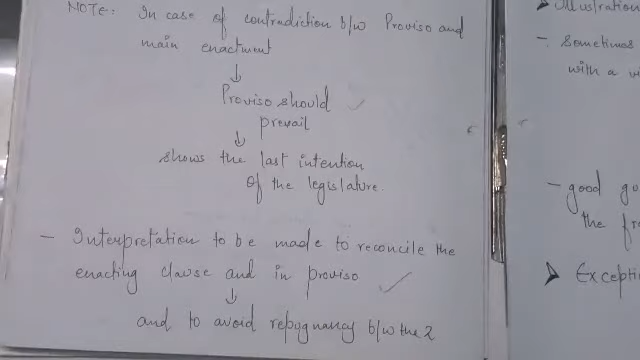 NOTE:- In case of contradiction b/w Proviso and
main enactment
↓
Proviso should
prevail
↓
shows the last intention
of the legislature.
- Interpretation to be made to reconcile the
enacting clause and in proviso
↓
and to avoid repugnancy b/w the 2
Illustration
- Sometimes
with a
- good
the
➤ Excepti